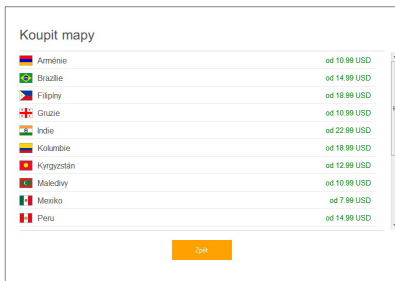 Koupit mapy
Arménie od 10.99 USD
Brazílie od 14.99 USD
Filipíny od 18.99 USD
Gruzie od 10.99 USD
Indie od 22.99 USD
Kolumbie od 18.99 USD
Kyrgyzstán od 12.99 USD
Maledivy od 10.99 USD
Mexiko od 7.99 USD
Peru od 14.99 USD
Zpět